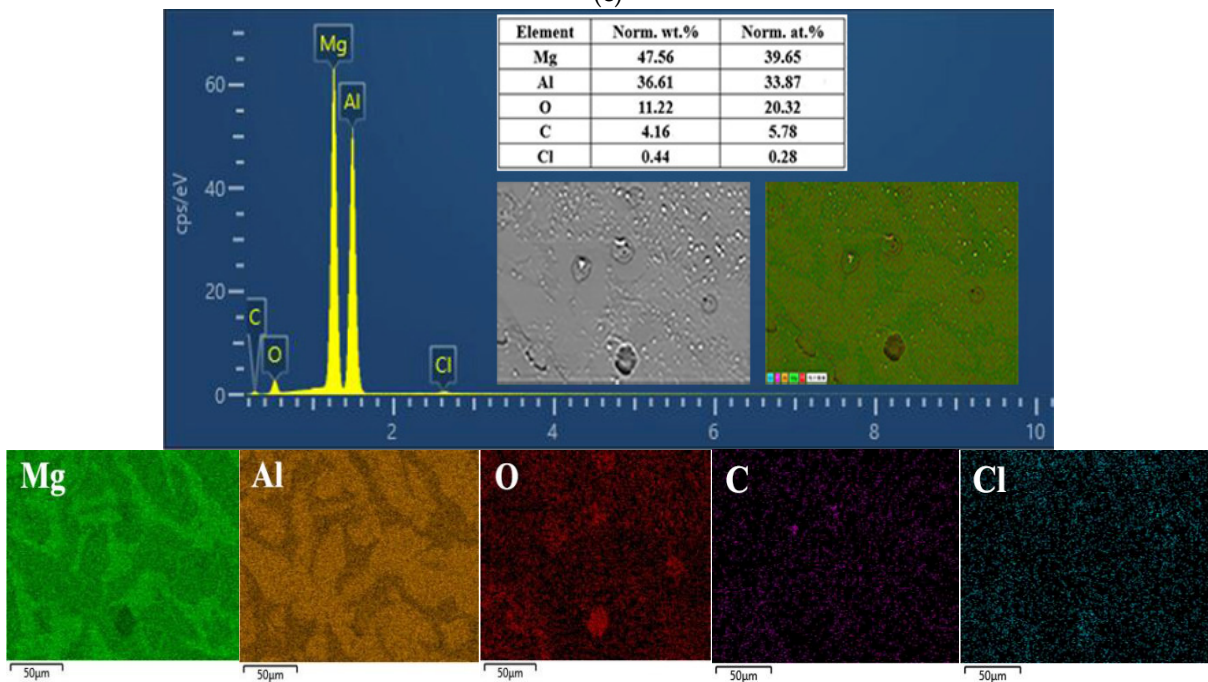 Mg
Al
C
O
Cl
cps/eV
60
40
20
0
2
4
6
8
10
Element Norm. wt.% Norm. at.%
Mg 47.56 39.65
Al 36.61 33.87
O 11.22 20.32
C 4.16 5.78
Cl 0.44 0.28
Mg Al O C Cl
50µm 50µm 50µm 50µm 50µm